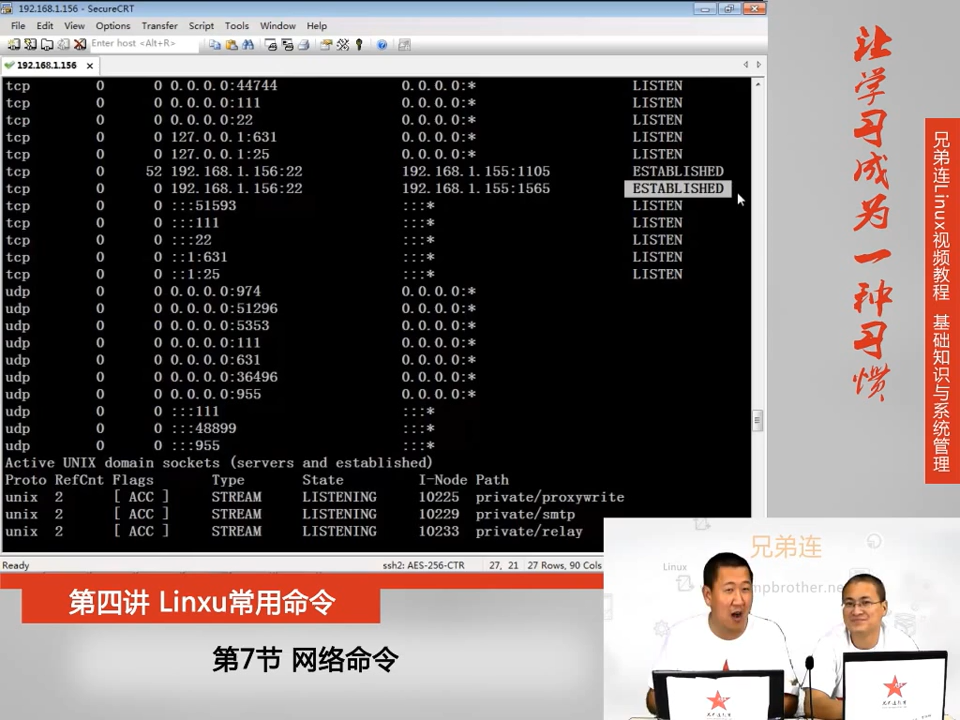 192.168.1.156 - SecureCRT
File Edit View Options Transfer Script Tools Window Help
Enter host <Alt+R>
192.168.1.156
tcp 0 0 0.0.0.0:44744 0.0.0.0:* LISTEN
tcp 0 0 0.0.0.0:111 0.0.0.0:* LISTEN
tcp 0 0 0.0.0.0:22 0.0.0.0:* LISTEN
tcp 0 0 127.0.0.1:631 0.0.0.0:* LISTEN
tcp 0 0 127.0.0.1:25 0.0.0.0:* LISTEN
tcp 0 52 192.168.1.156:22 192.168.1.155:1105 ESTABLISHED
tcp 0 0 192.168.1.156:22 192.168.1.155:1565 ESTABLISHED
tcp 0 0 :::51593 :::* LISTEN
tcp 0 0 :::111 :::* LISTEN
tcp 0 0 :::22 :::* LISTEN
tcp 0 0 ::1:631 :::* LISTEN
tcp 0 0 ::1:25 :::* LISTEN
udp 0 0 0.0.0.0:974 0.0.0.0:*
udp 0 0 0.0.0.0:51296 0.0.0.0:*
udp 0 0 0.0.0.0:5353 0.0.0.0:*
udp 0 0 0.0.0.0:111 0.0.0.0:*
udp 0 0 0.0.0.0:631 0.0.0.0:*
udp 0 0 0.0.0.0:36496 0.0.0.0:*
udp 0 0 0.0.0.0:955 0.0.0.0:*
udp 0 0 :::111 :::*
udp 0 0 :::48899 :::*
udp 0 0 :::955 :::*
Active UNIX domain sockets (servers and established)
Proto RefCnt Flags Type State I-Node Path
unix 2 [ ACC ] STREAM LISTENING 10225 private/proxywrite
unix 2 [ ACC ] STREAM LISTENING 10229 private/smtp
unix 2 [ ACC ] STREAM LISTENING 10233 private/relay
Ready ssh2: AES-256-CTR 27, 21 27 Rows, 90 Cols
让学习成为一种习惯
兄弟连Linux视频教程 基础知识与系统管理
兄弟连
Linux
mpbrother.ne
第四讲 Linxu常用命令
第7节 网络命令